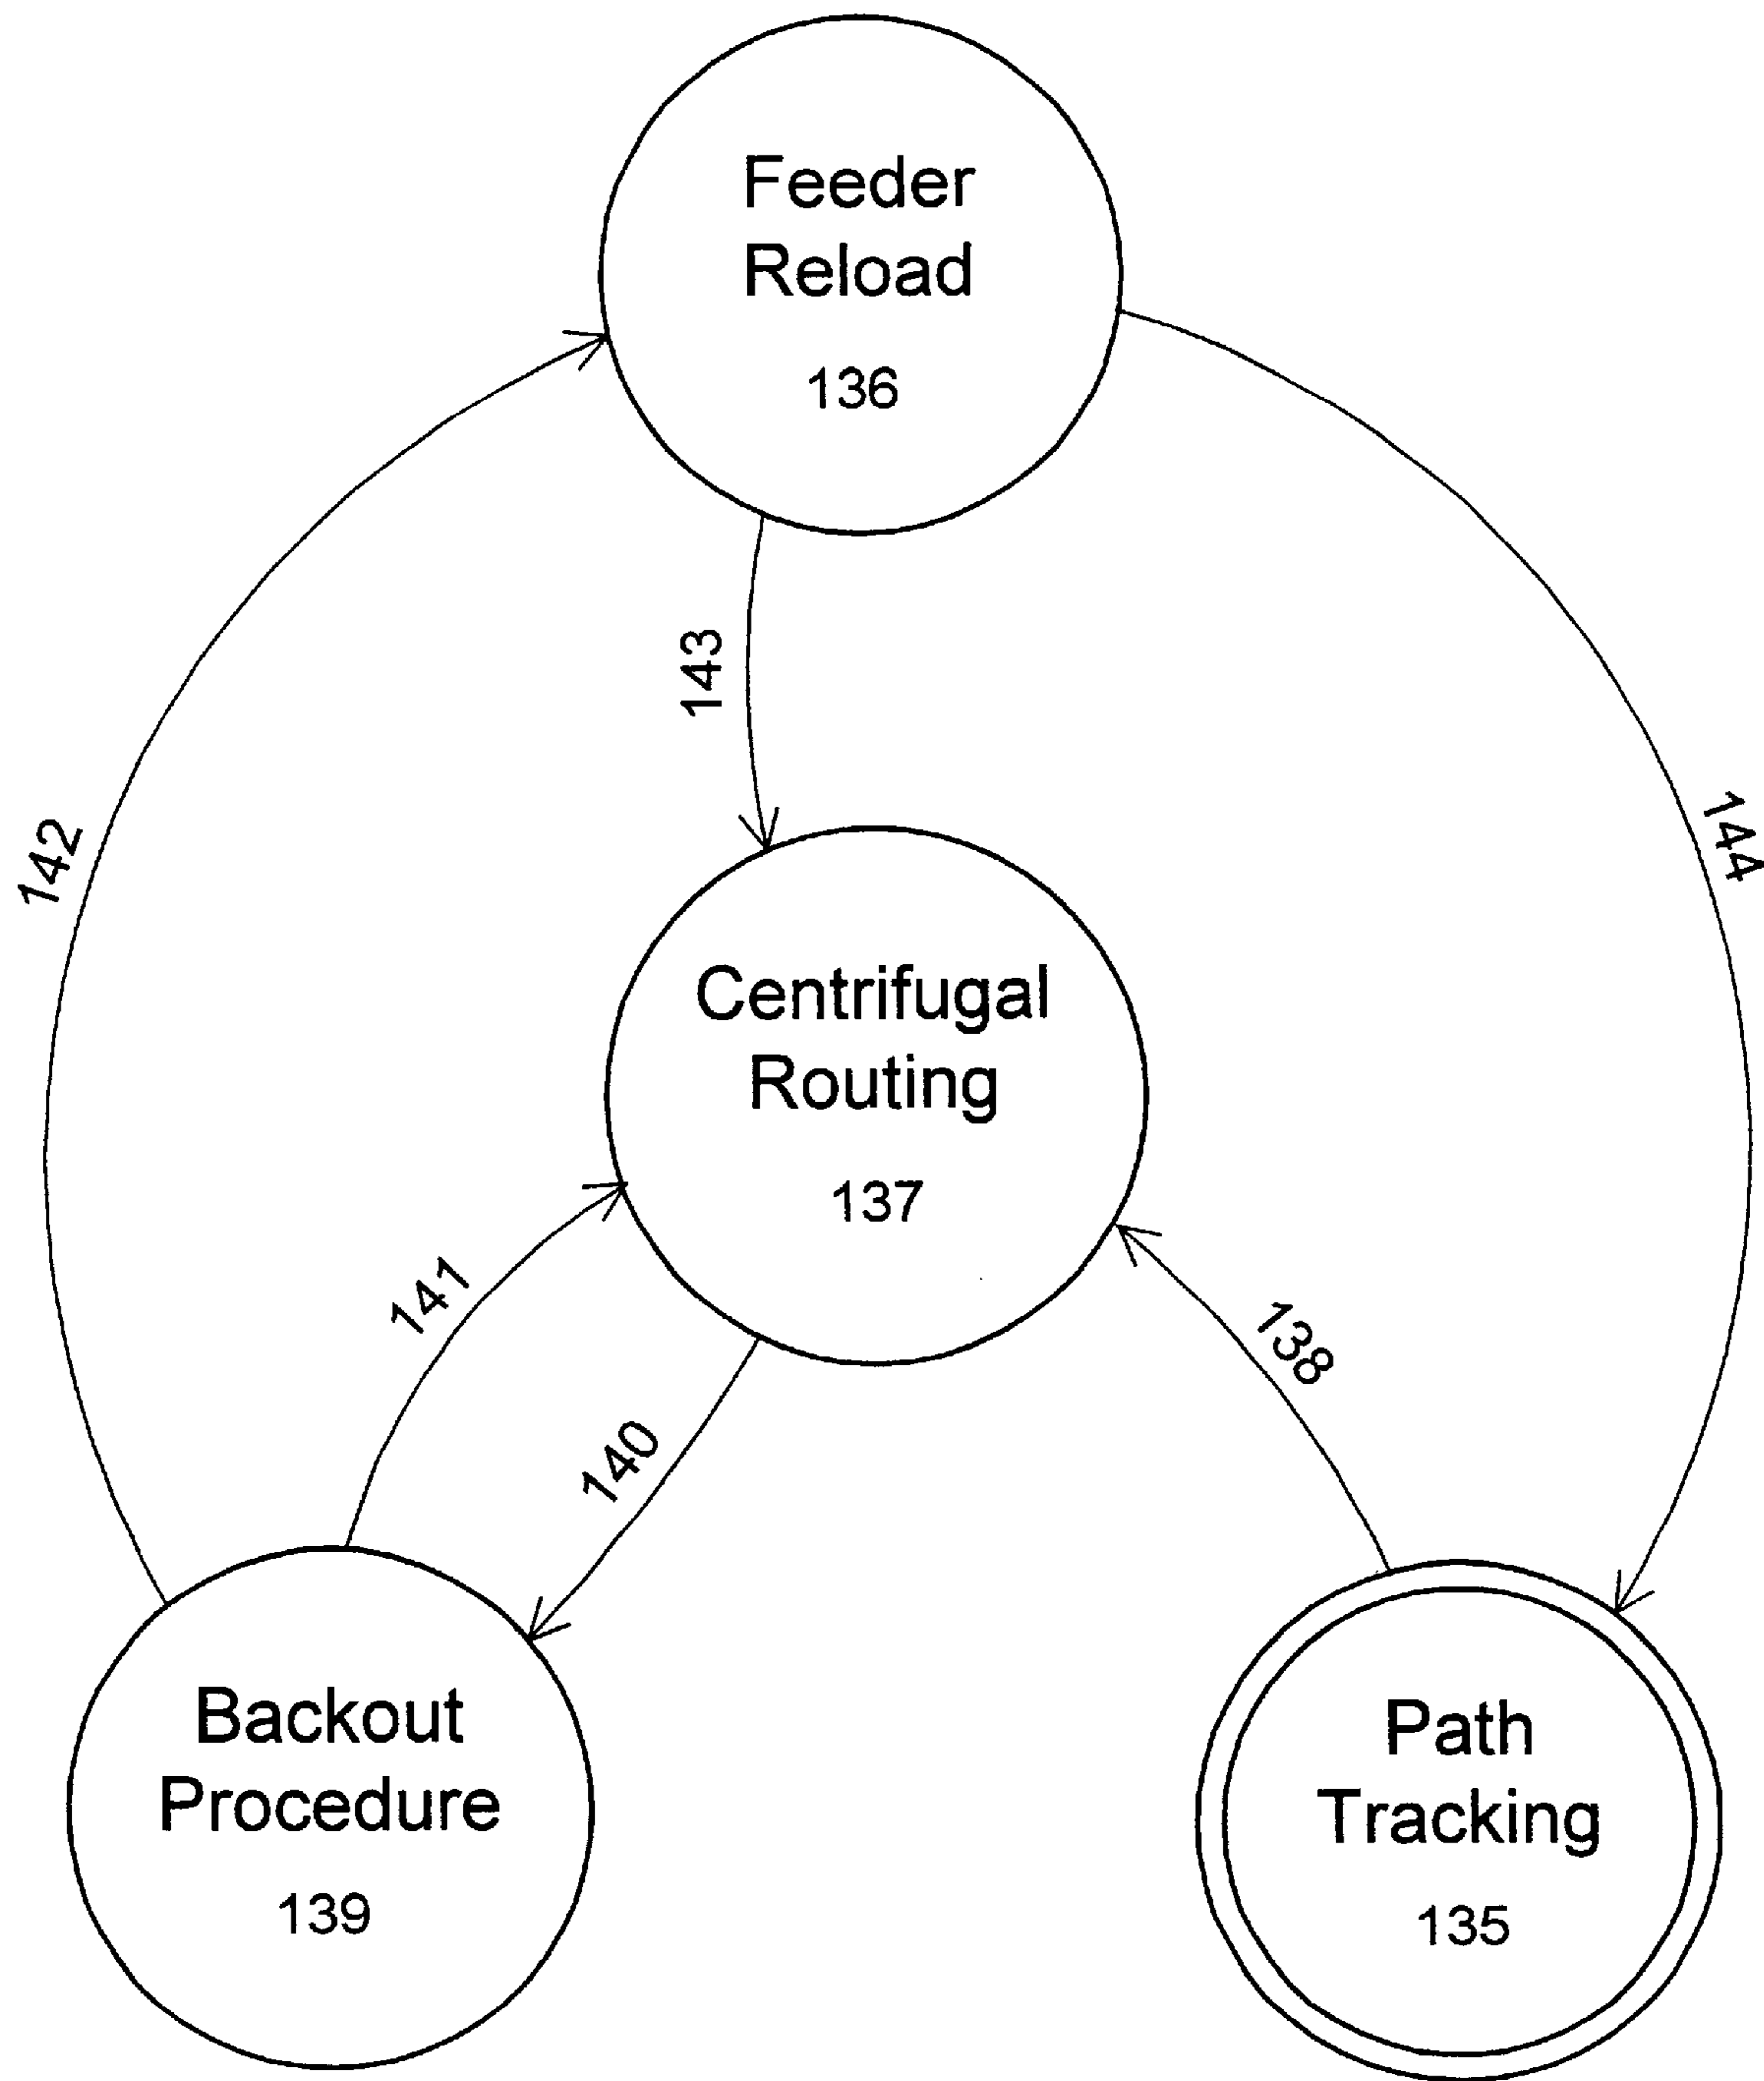 Feeder
Reload
136
143
142
144
Centrifugal
Routing
137
141
138
140
Backout
Procedure
139
Path
Tracking
135